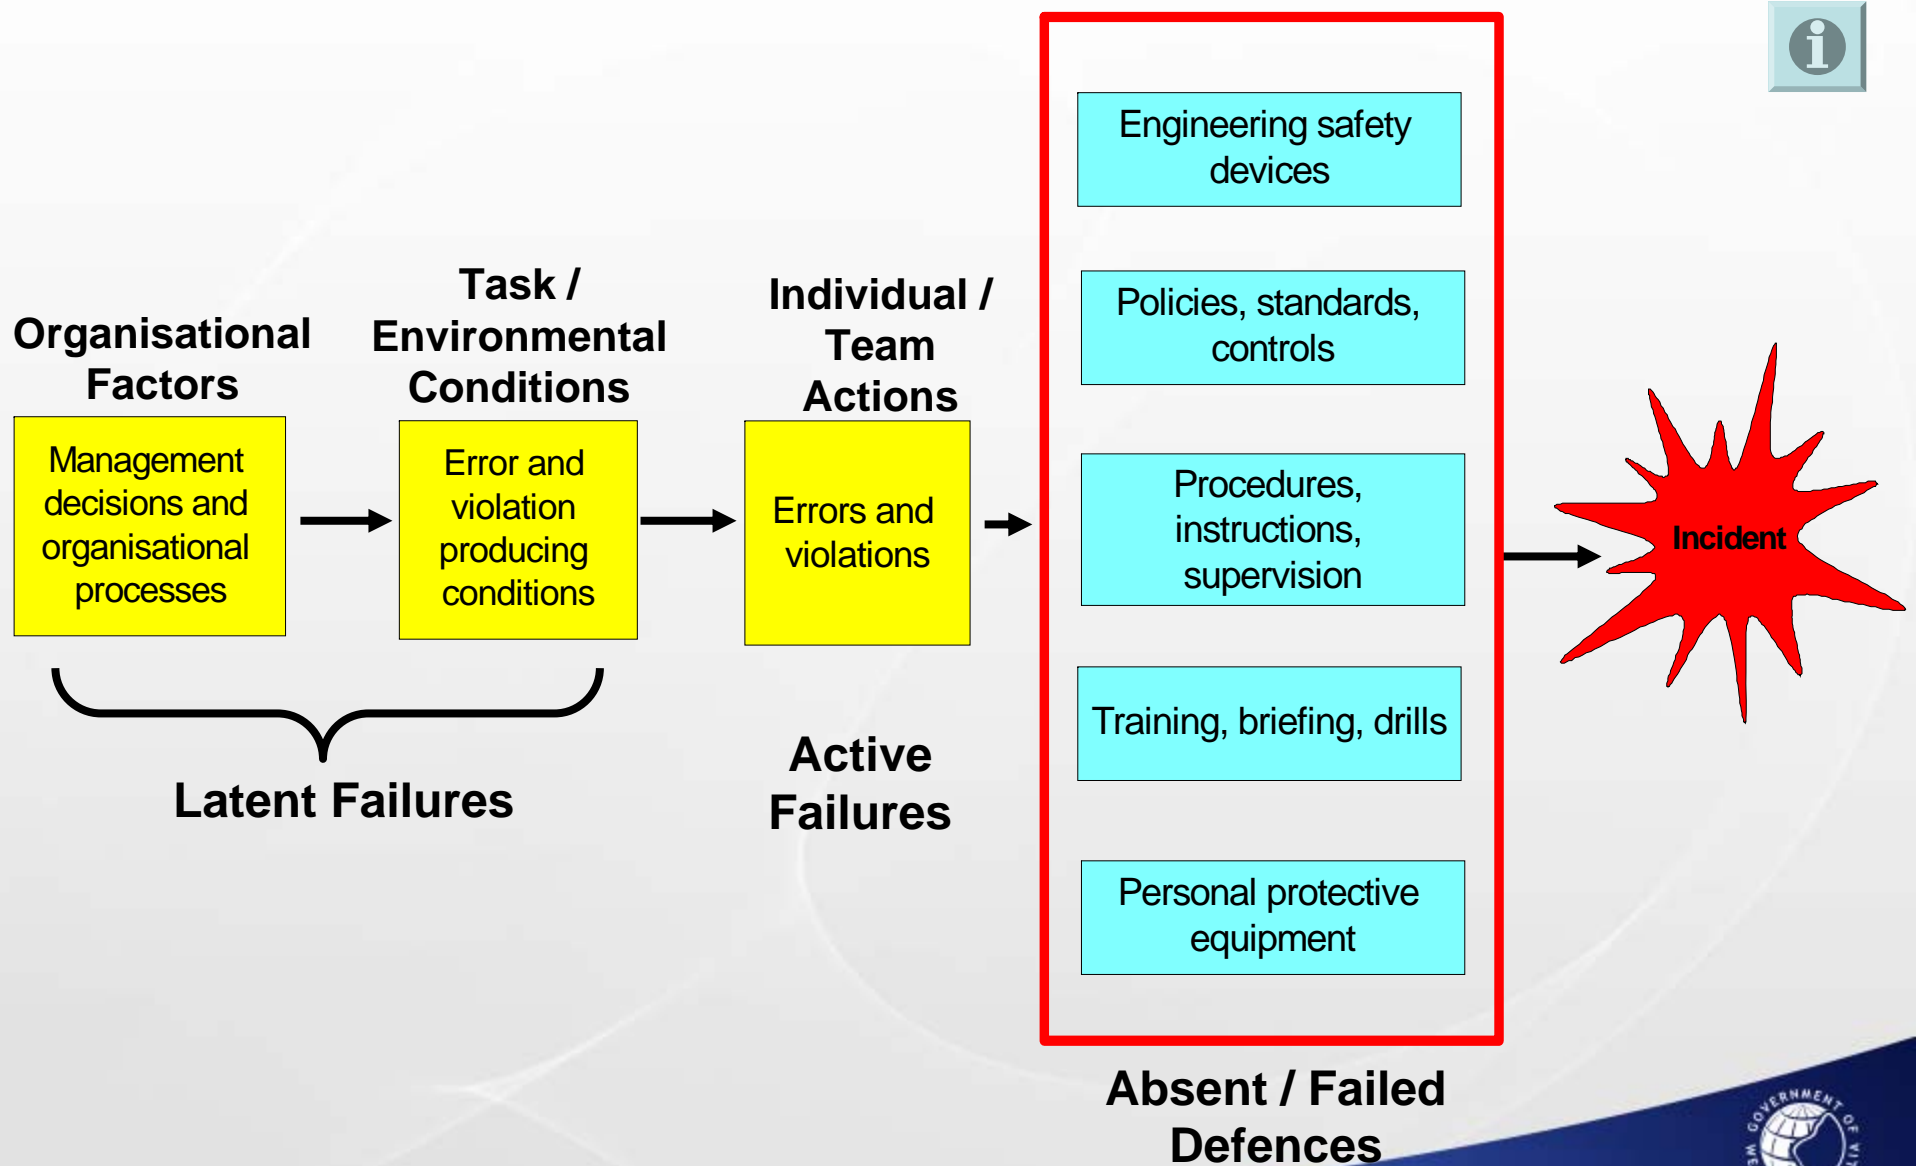 Organisational
Factors
Management
decisions and
organisational
processes
Task /
Environmental
Conditions
Error and
violation
producing
conditions
Latent Failures
Individual /
Team
Actions
Errors and
violations
Active
Failures
Engineering safety
devices
Policies, standards,
controls
Procedures,
instructions,
supervision
Training, briefing, drills
Personal protective
equipment
Absent / Failed
Defences
Incident
GOVERNMENT OF